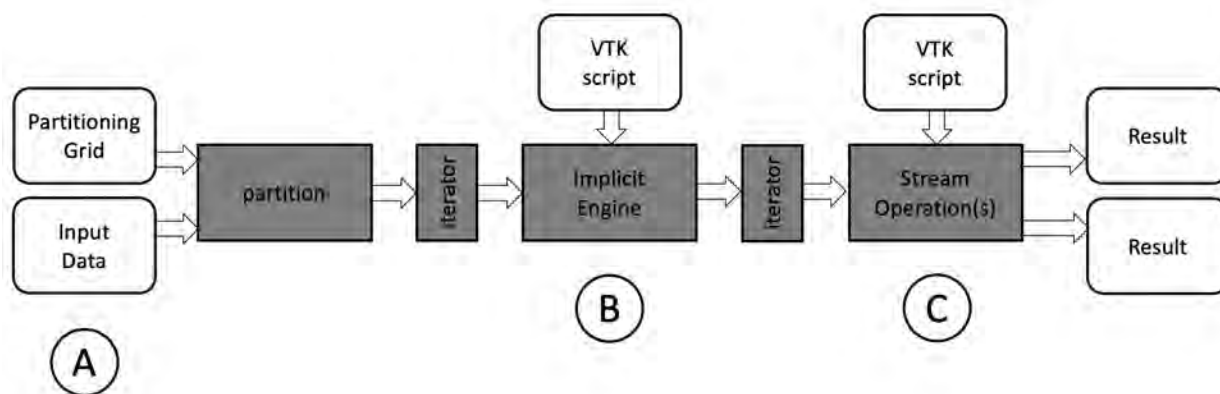 VTK
script
VTK
script
Partitioning
Grid
Input
Data
partition
iterator
Implicit
Engine
iterator
Stream
Operation(s)
Result
Result
A
B
C